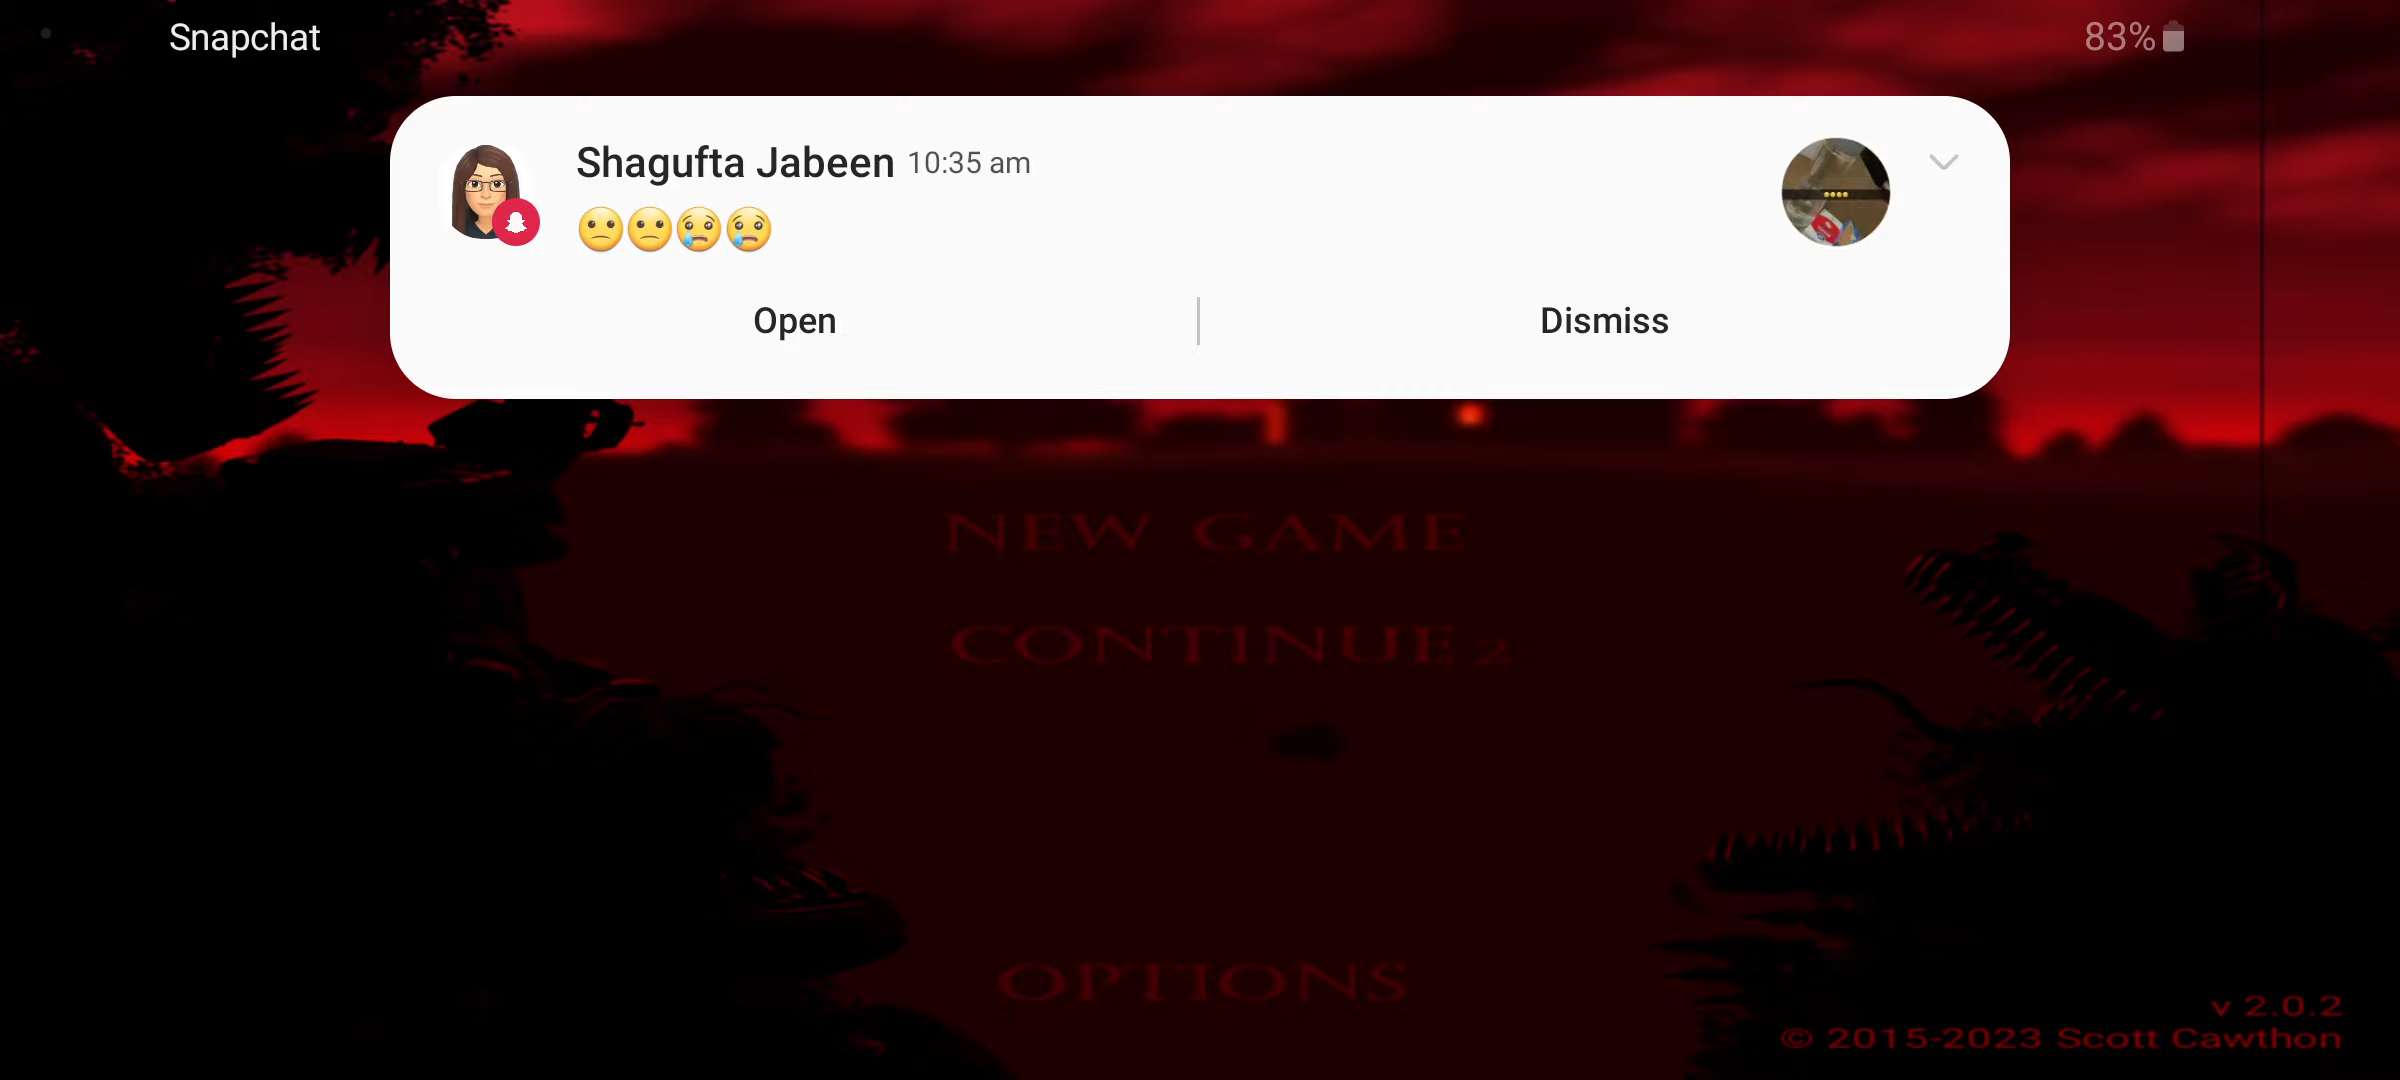 Snapchat
83%
Shagufta Jabeen 10:35 am
😕😕😢😢
Open
Dismiss
NEW GAME
CONTINUE 2
OPTIONS
v 2.0.2
© 2015-2023 Scott Cawthon